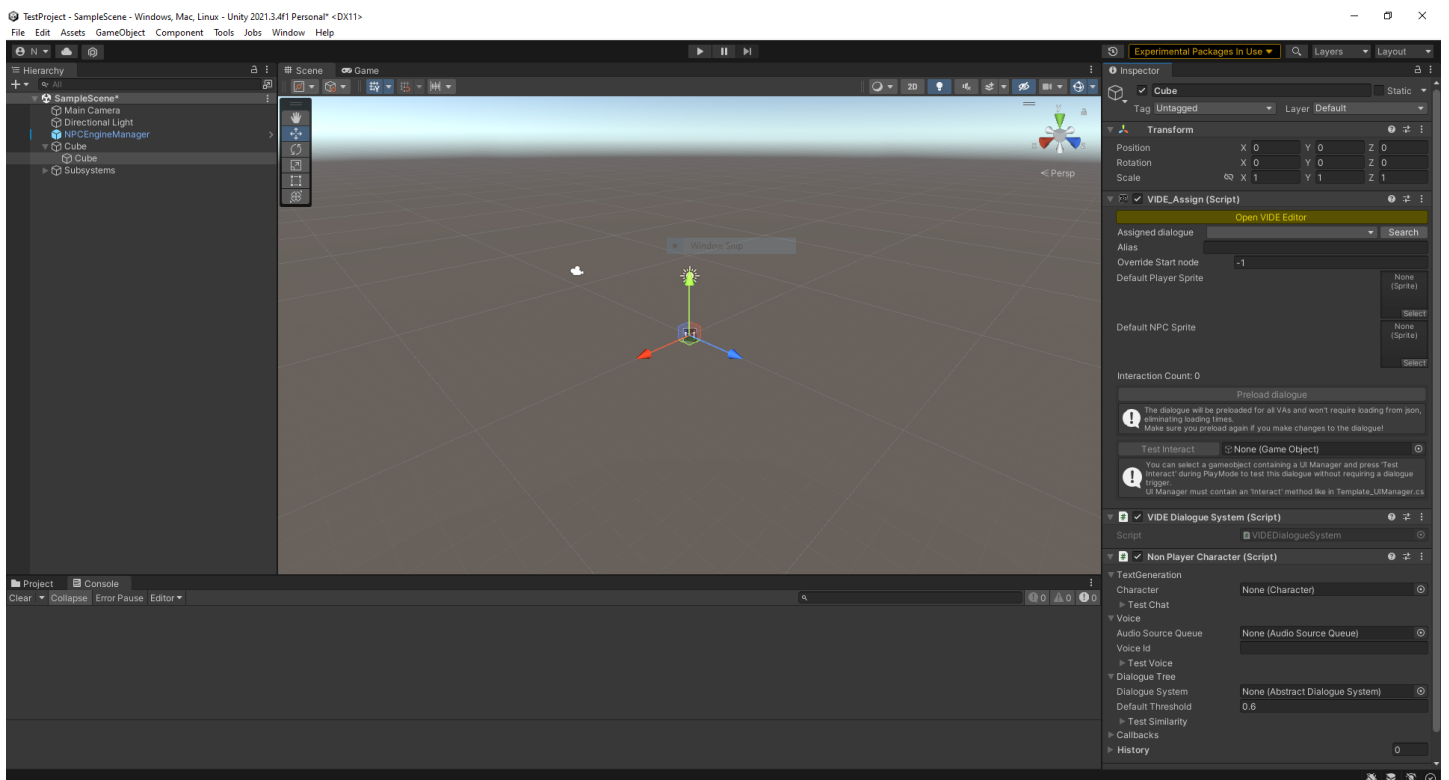 TestProject - SampleScene - Windows, Mac, Linux - Unity 2021.3.4f1 Personal* <DX11>
File Edit Assets GameObject Component Tools Jobs Window Help
N
Experimental Packages In Use
Layers
Layout
Hierarchy
All
SampleScene*
Main Camera
Directional Light
NPCEngineManager
Cube
Cube
Subsystems
Scene
Game
2D
y
Persp
Window Snip
Inspector
Cube
Static
Tag Untagged
Layer Default
Transform
Position X 0 Y 0 Z 0
Rotation X 0 Y 0 Z 0
Scale X 1 Y 1 Z 1
VIDE_Assign (Script)
Open VIDE Editor
Assigned dialogue
Search
Alias
Override Start node -1
Default Player Sprite
None
(Sprite)
Select
Default NPC Sprite
None
(Sprite)
Select
Interaction Count: 0
Preload dialogue
The dialogue will be preloaded for all VAs and won't require loading from json,
eliminating loading times.
Make sure you preload again if you make changes to the dialogue!
Test Interact
None (Game Object)
You can select a gameobject containing a UI Manager and press 'Test
Interact' during PlayMode to test this dialogue without requiring a dialogue
trigger.
UI Manager must contain an 'Interact' method like in Template_UIManager.cs
VIDE Dialogue System (Script)
Script VIDEDialogueSystem
Non Player Character (Script)
TextGeneration
Character None (Character)
Test Chat
Voice
Audio Source Queue None (Audio Source Queue)
Voice Id
Test Voice
Dialogue Tree
Dialogue System None (Abstract Dialogue System)
Default Threshold 0.6
Test Similarity
Callbacks
History 0
Project
Console
Clear Collapse Error Pause Editor
0 0 0